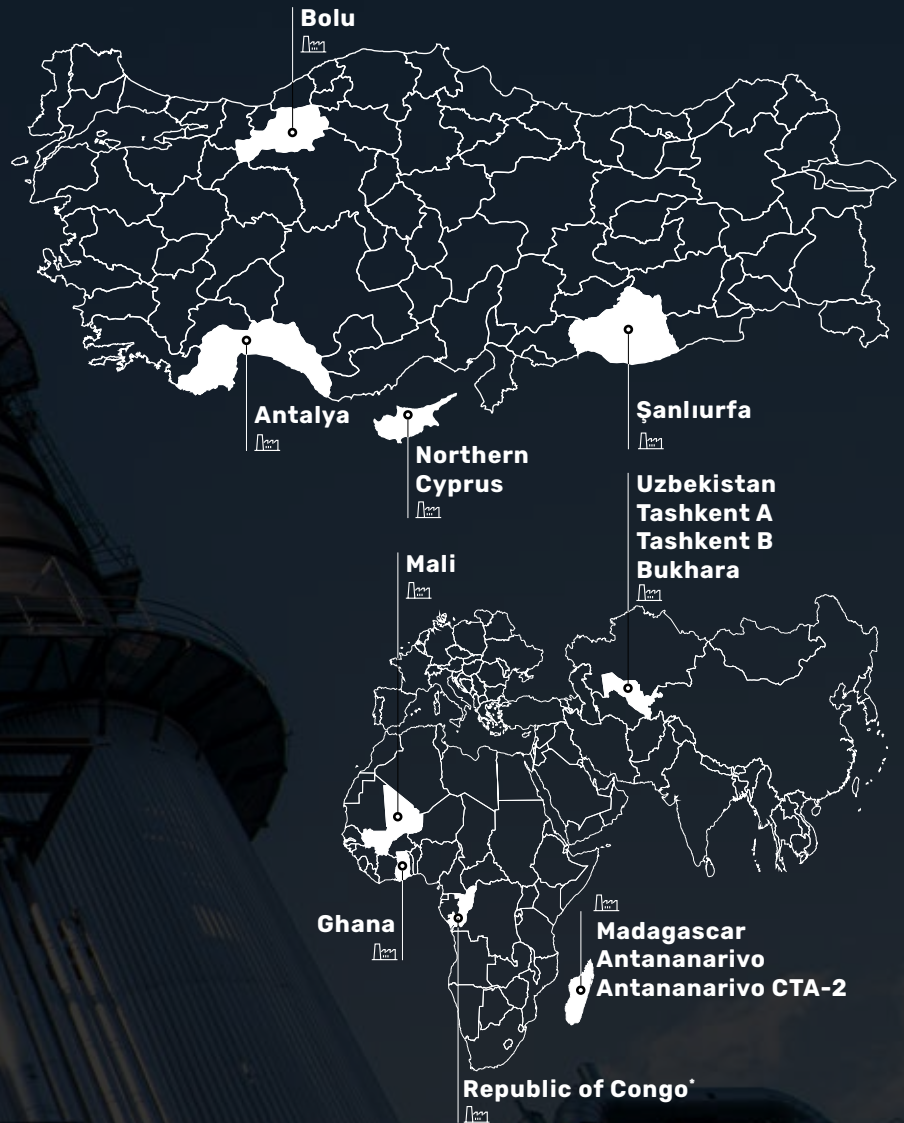 Bolu
Antalya
Northern
Cyprus
Şanlıurfa
Uzbekistan
Tashkent A
Tashkent B
Bukhara
Mali
Ghana
Madagascar
Antananarivo
Antananarivo CTA-2
Republic of Congo*